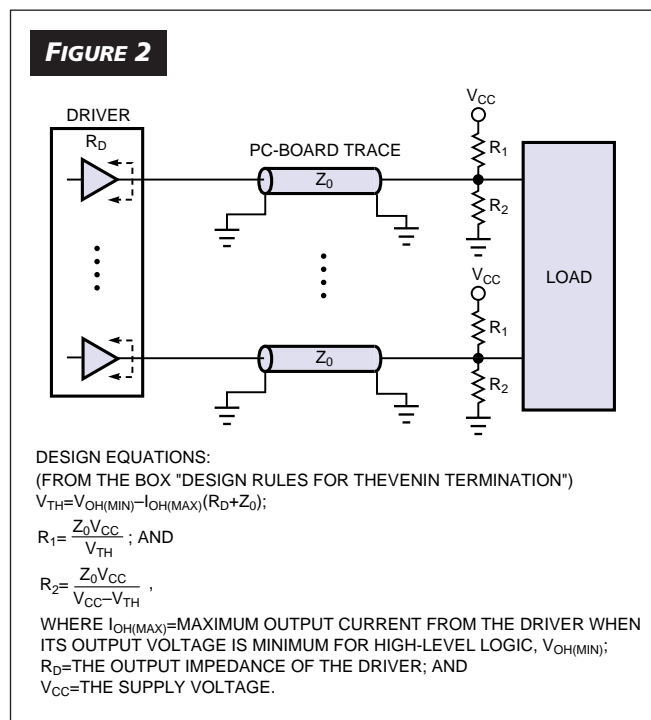 FIGURE 2
DRIVER
R_D
PC-BOARD TRACE
Z_0
V_CC
R_1
R_2
LOAD
V_CC
R_1
R_2
Z_0
DESIGN EQUATIONS:
(FROM THE BOX "DESIGN RULES FOR THEVENIN TERMINATION")
V_TH=V_OH(MIN)–I_OH(MAX)(R_D+Z_0);
R_1= Z_0V_CC / V_TH ; AND
R_2= Z_0V_CC / V_CC–V_TH ,
WHERE I_OH(MAX)=MAXIMUM OUTPUT CURRENT FROM THE DRIVER WHEN
ITS OUTPUT VOLTAGE IS MINIMUM FOR HIGH-LEVEL LOGIC, V_OH(MIN);
R_D=THE OUTPUT IMPEDANCE OF THE DRIVER; AND
V_CC=THE SUPPLY VOLTAGE.